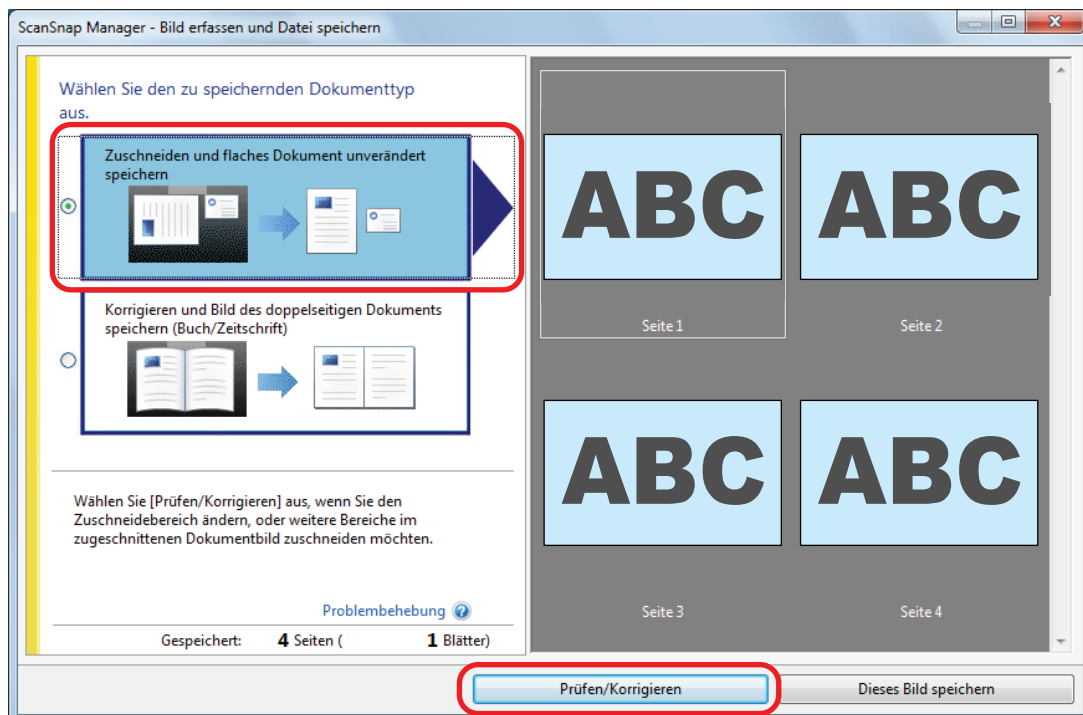 ScanSnap Manager - Bild erfassen und Datei speichern
Wählen Sie den zu speichernden Dokumenttyp
aus.
Zuschneiden und flaches Dokument unverändert
speichern
Korrigieren und Bild des doppelseitigen Dokuments
speichern (Buch/Zeitschrift)
Wählen Sie [Prüfen/Korrigieren] aus, wenn Sie den
Zuschneidebereich ändern, oder weitere Bereiche im
zugeschnittenen Dokumentbild zuschneiden möchten.
Problembehebung ?
Gespeichert: 4 Seiten ( 1 Blätter)
ABC ABC
Seite 1 Seite 2
ABC ABC
Seite 3 Seite 4
Prüfen/Korrigieren Dieses Bild speichern